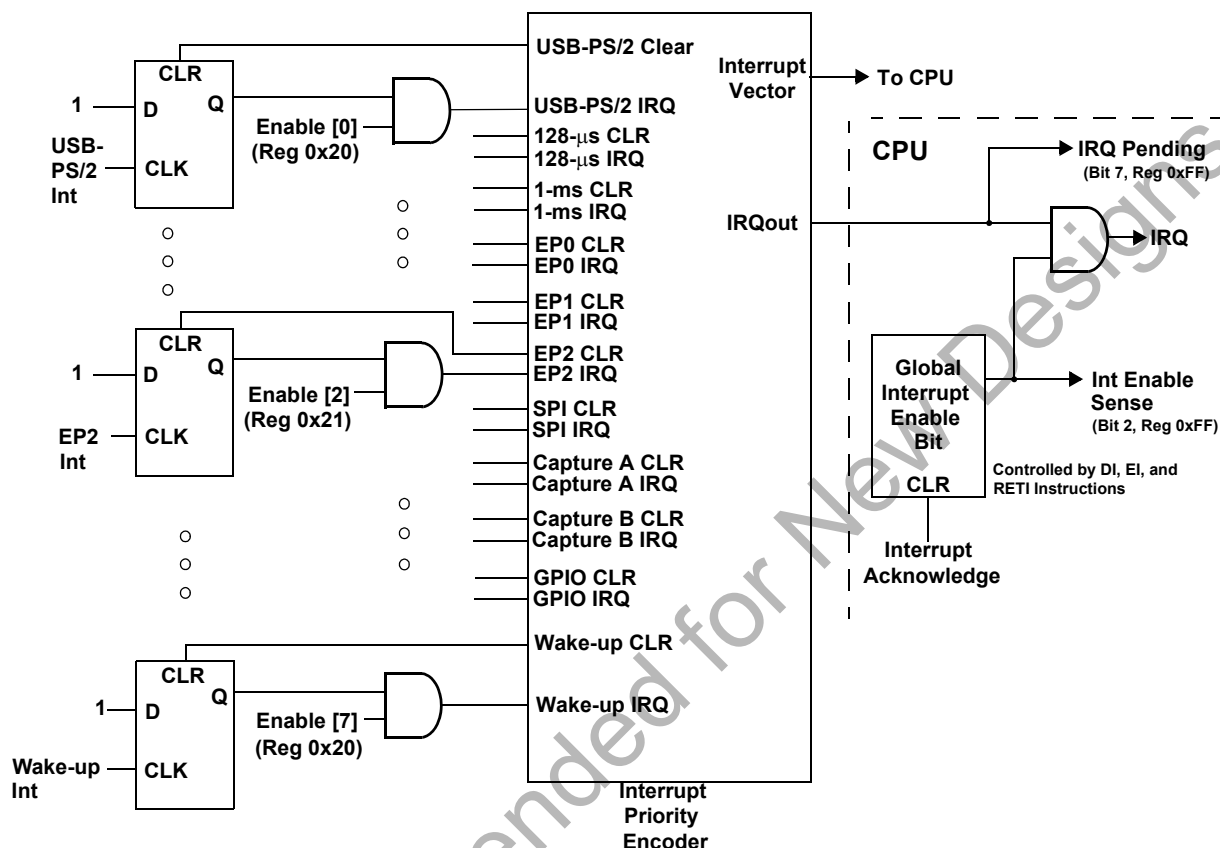 CLR
D
Q
CLK
1
USB-
PS/2
Int
Enable [0]
(Reg 0x20)
CLR
D
Q
CLK
1
EP2
Int
Enable [2]
(Reg 0x21)
CLR
D
Q
CLK
1
Wake-up
Int
Enable [7]
(Reg 0x20)
USB-PS/2 Clear
USB-PS/2 IRQ
128-μs CLR
128-μs IRQ
1-ms CLR
1-ms IRQ
EP0 CLR
EP0 IRQ
EP1 CLR
EP1 IRQ
EP2 CLR
EP2 IRQ
SPI CLR
SPI IRQ
Capture A CLR
Capture A IRQ
Capture B CLR
Capture B IRQ
GPIO CLR
GPIO IRQ
Wake-up CLR
Wake-up IRQ
Interrupt
Vector
IRQout
Interrupt
Priority
Encoder
To CPU
CPU
IRQ Pending
(Bit 7, Reg 0xFF)
IRQ
Global
Interrupt
Enable
Bit
CLR
Int Enable
Sense
(Bit 2, Reg 0xFF)
Controlled by DI, EI, and
RETI Instructions
Interrupt
Acknowledge
ended for New Designs